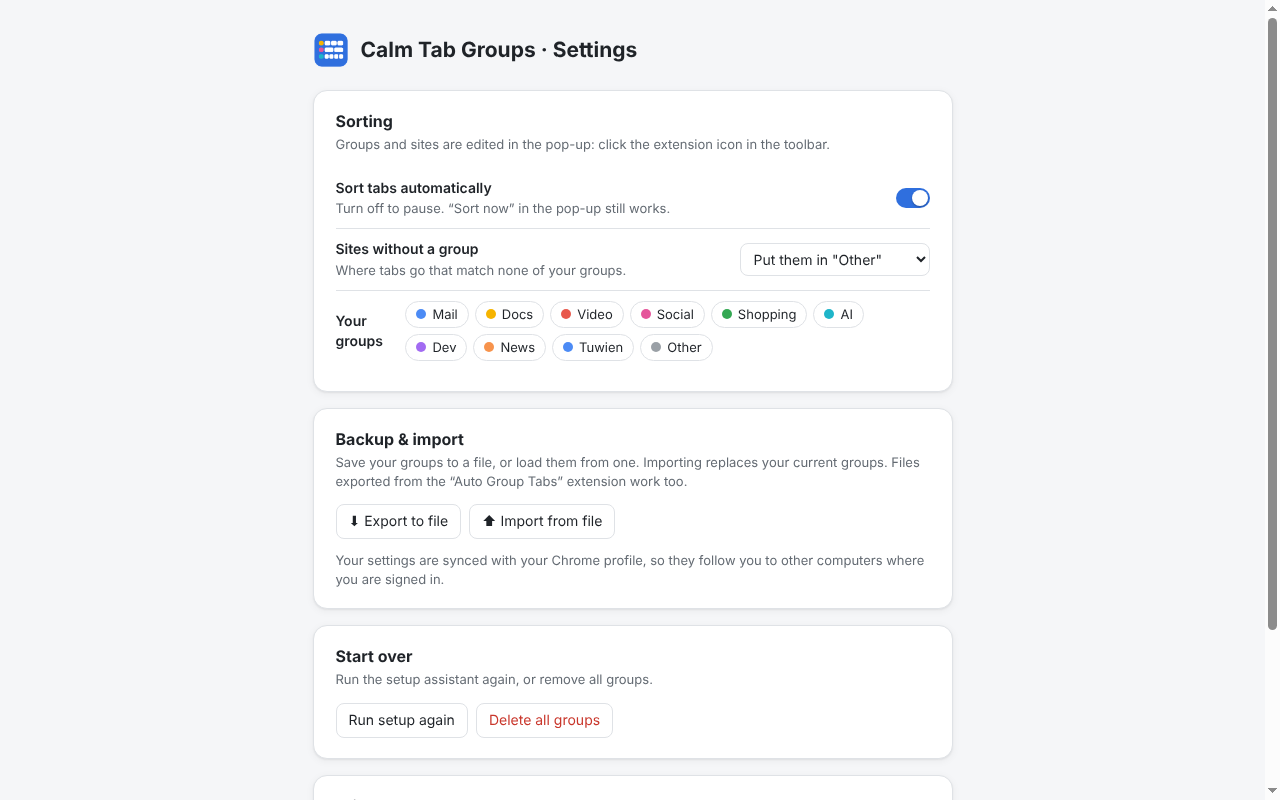 Calm Tab Groups · Settings
Sorting
Groups and sites are edited in the pop-up: click the extension icon in the toolbar.
Sort tabs automatically
Turn off to pause. “Sort now” in the pop-up still works.
Sites without a group
Where tabs go that match none of your groups.
Put them in "Other"
Your groups
Mail
Docs
Video
Social
Shopping
AI
Dev
News
Tuwien
Other
Backup & import
Save your groups to a file, or load them from one. Importing replaces your current groups. Files
exported from the “Auto Group Tabs” extension work too.
⬇ Export to file
⬆ Import from file
Your settings are synced with your Chrome profile, so they follow you to other computers where
you are signed in.
Start over
Run the setup assistant again, or remove all groups.
Run setup again
Delete all groups